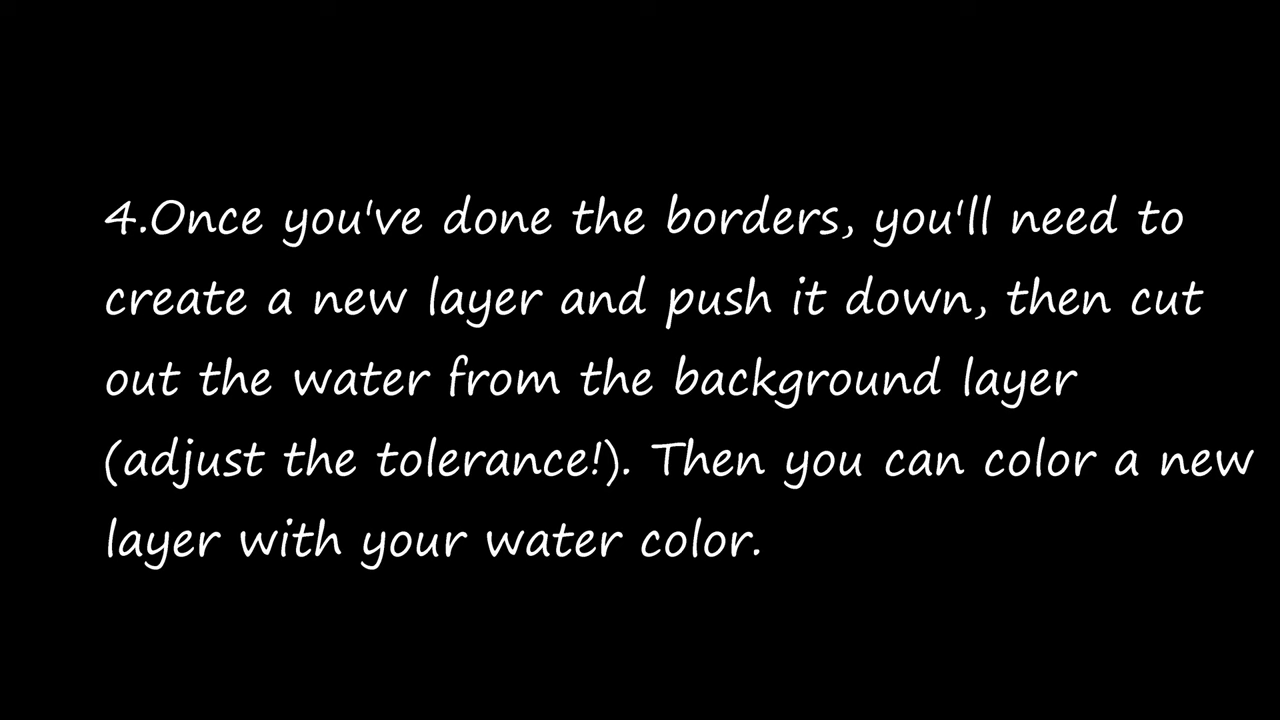 4.Once you've done the borders, you'll need to
create a new layer and push it down, then cut
out the water from the background layer
(adjust the tolerance!). Then you can color a new
layer with your water color.